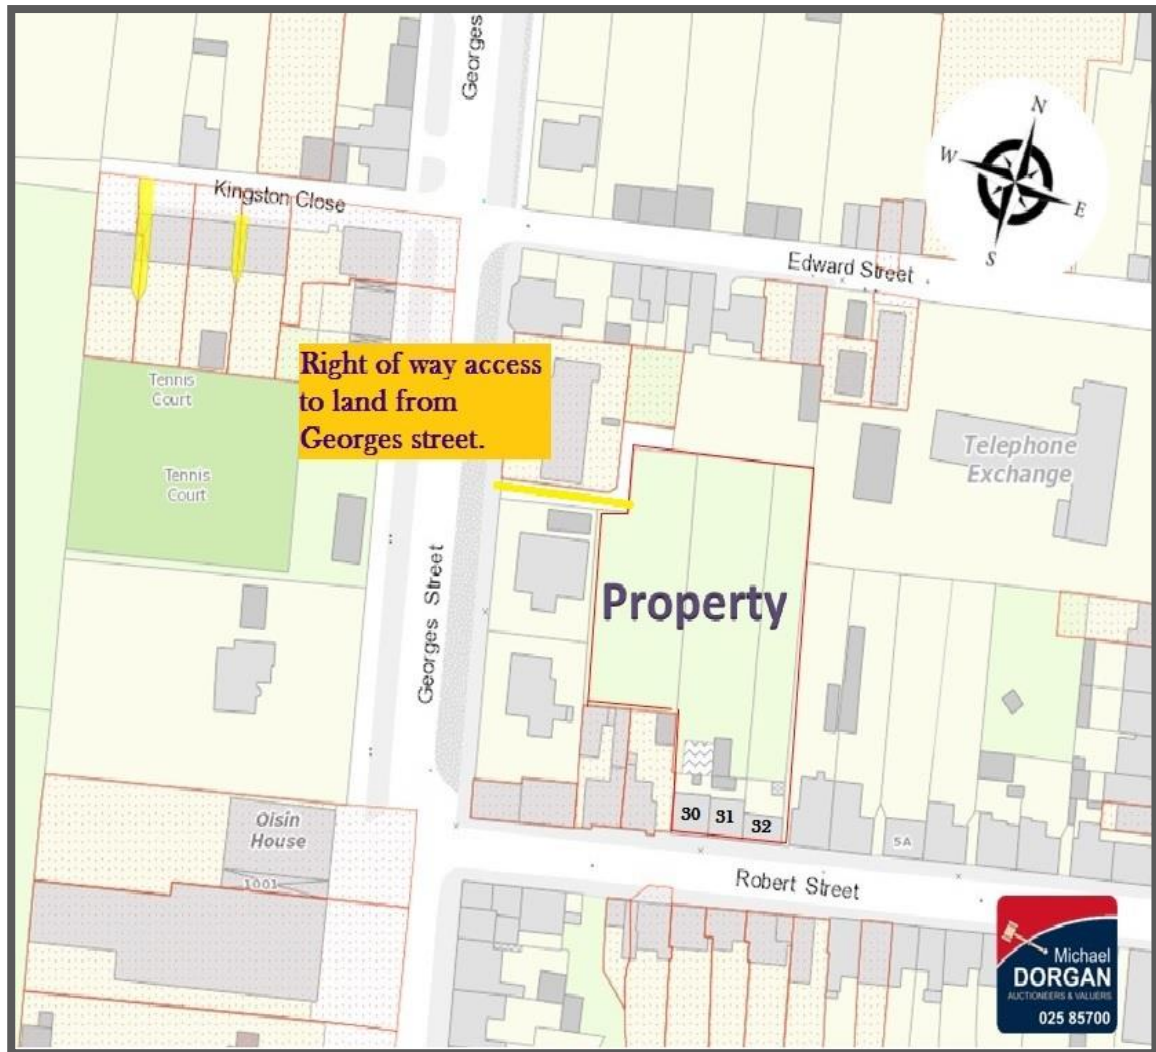 Georges
N
W
E
S
Kingston Close
Edward Street
Right of way access
to land from
Georges street.
Tennis
Court
Tennis
Court
Telephone
Exchange
Georges Street
Property
Oisin
House
1001
30
31
32
5A
Robert Street
Michael
DORGAN
AUCTIONEERS & VALUERS
025 85700